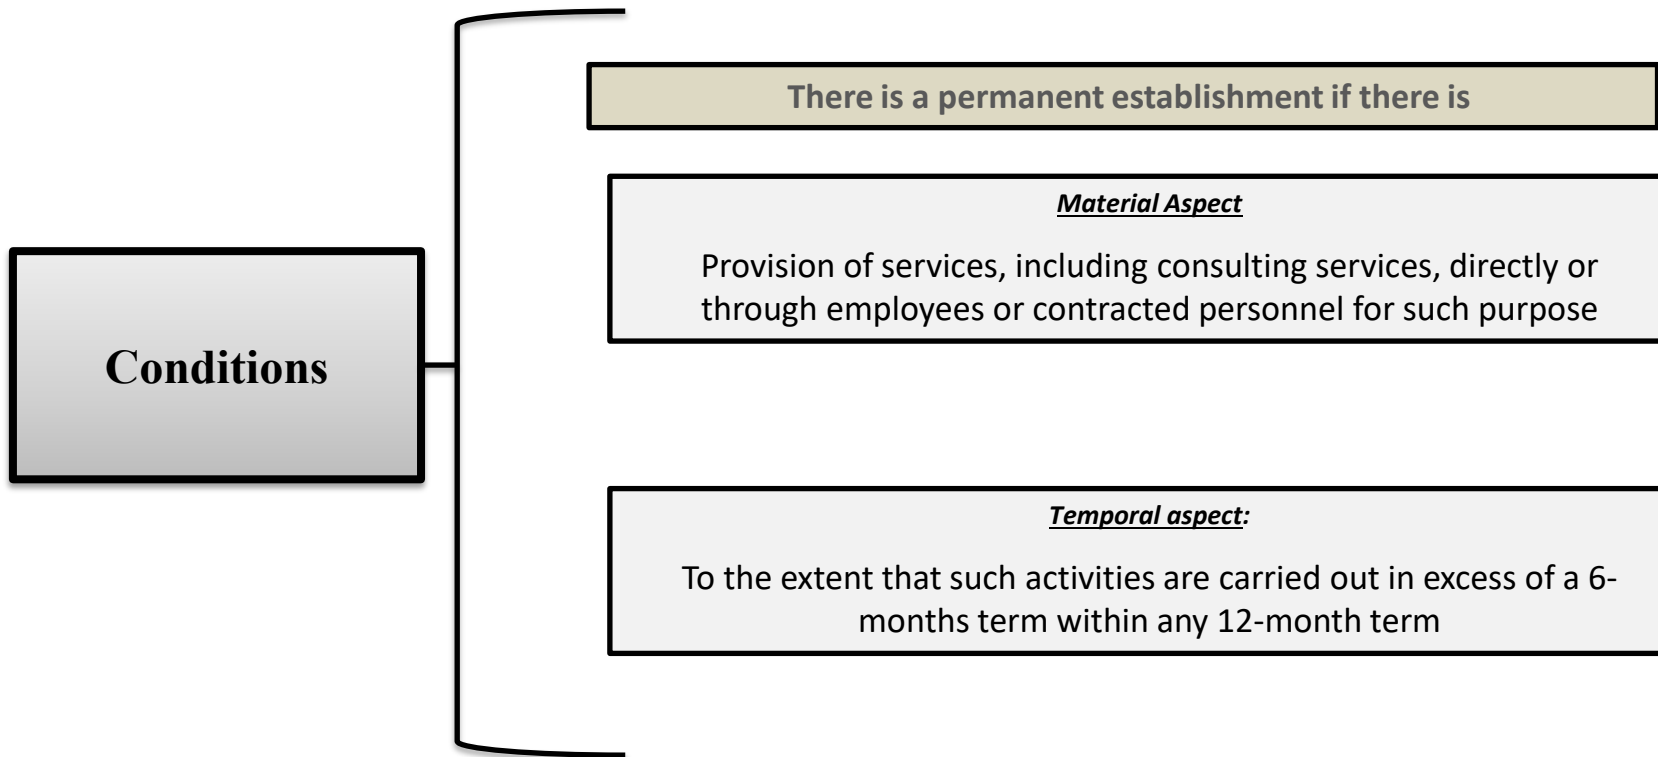 Conditions
There is a permanent establishment if there is
Material Aspect
Provision of services, including consulting services, directly or
through employees or contracted personnel for such purpose
Temporal aspect:
To the extent that such activities are carried out in excess of a 6-
months term within any 12-month term